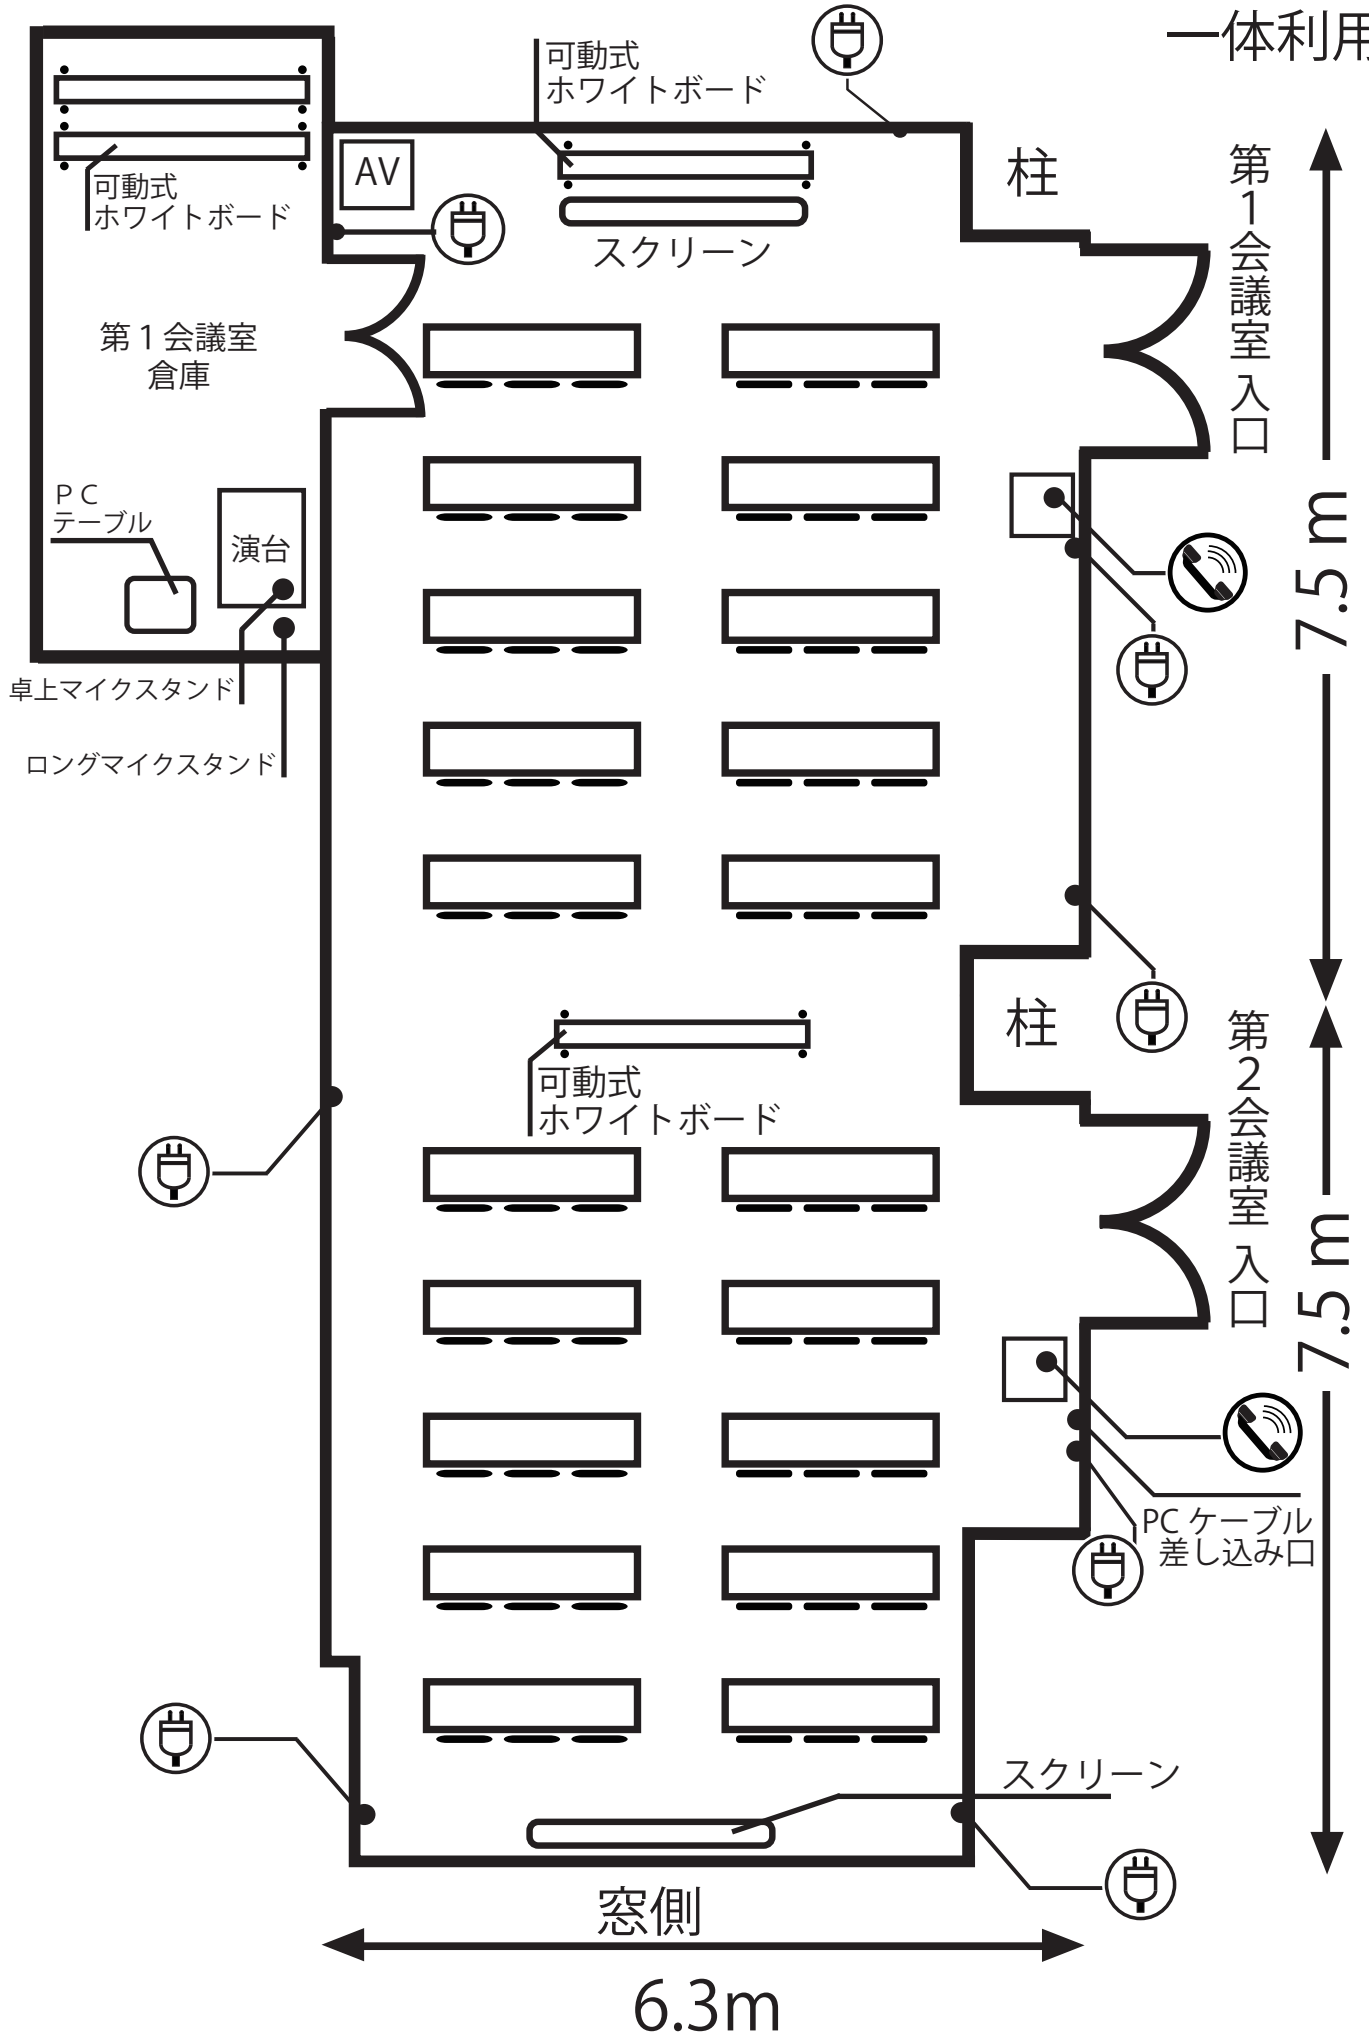 一体利用
可動式
ホワイトボード
AV
柱
第1会議室 入口
可動式
ホワイトボード
スクリーン
第1会議室
倉庫
PC
テーブル
演台
7.5 m
卓上マイクスタンド
ロングマイクスタンド
柱
第2会議室 入口
可動式
ホワイトボード
7.5 m
PC ケーブル
差し込み口
スクリーン
窓側
6.3m